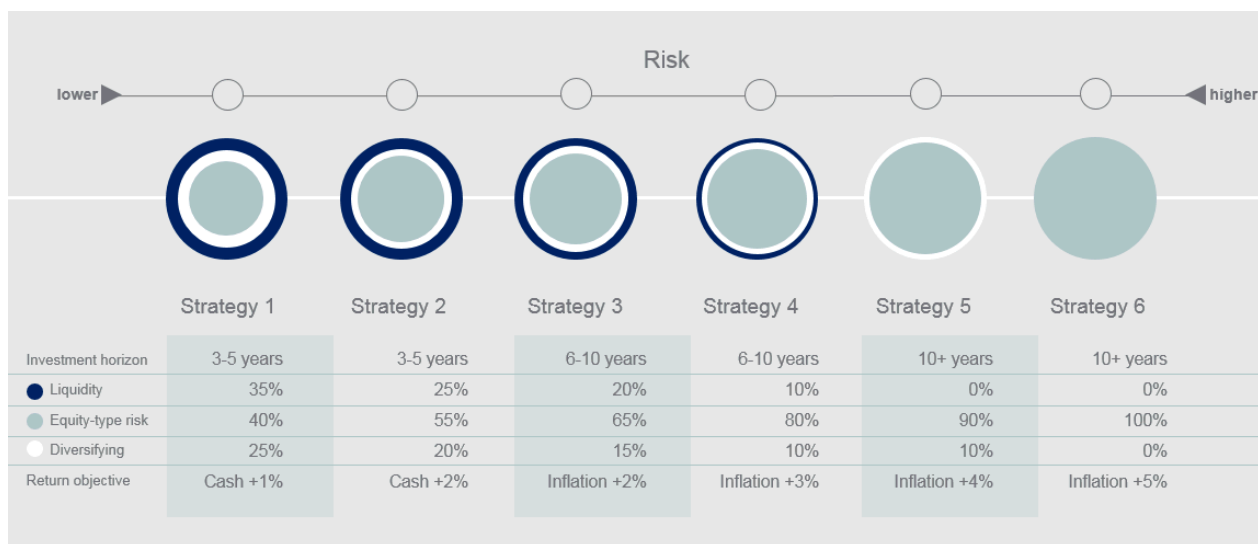 Risk
lower
higher
Strategy 1 Strategy 2 Strategy 3 Strategy 4 Strategy 5 Strategy 6
Investment horizon 3-5 years 3-5 years 6-10 years 6-10 years 10+ years 10+ years
Liquidity 35% 25% 20% 10% 0% 0%
Equity-type risk 40% 55% 65% 80% 90% 100%
Diversifying 25% 20% 15% 10% 10% 0%
Return objective Cash +1% Cash +2% Inflation +2% Inflation +3% Inflation +4% Inflation +5%